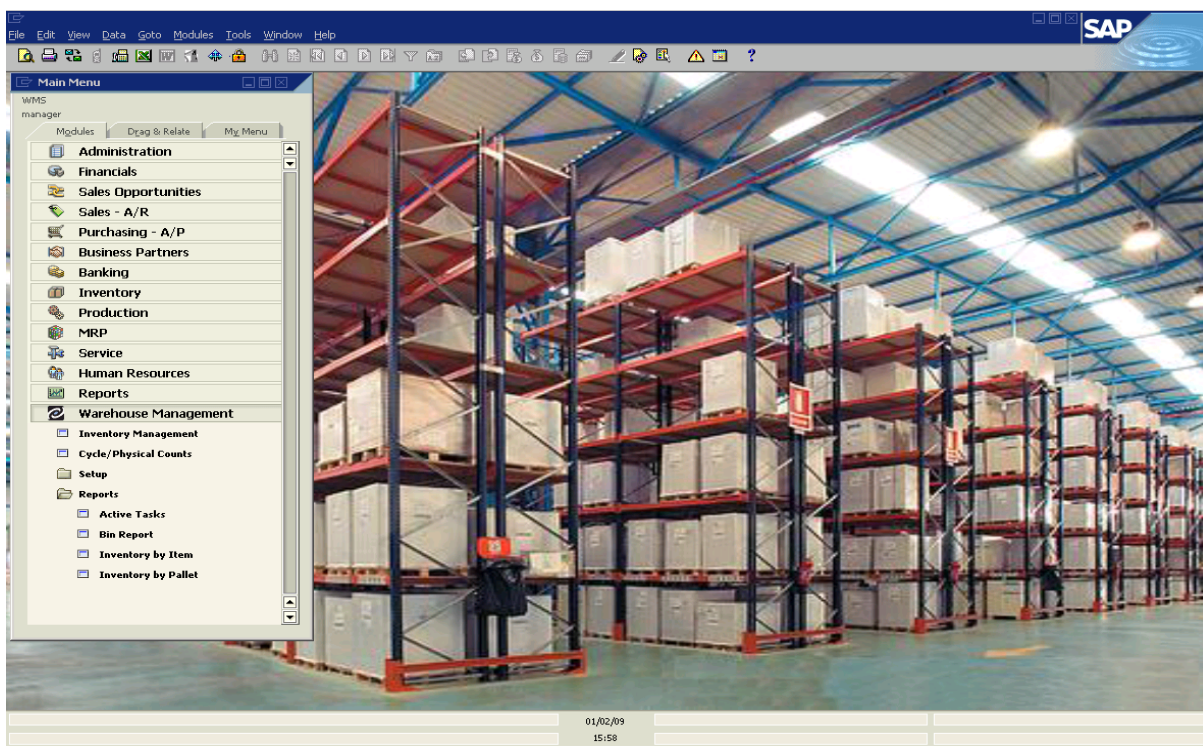 SAP
File Edit View Data Goto Modules Tools Window Help
Main Menu
WMS
manager
Modules Drag & Relate My Menu
Administration
Financials
Sales Opportunities
Sales - A/R
Purchasing - A/P
Business Partners
Banking
Inventory
Production
MRP
Service
Human Resources
Reports
Warehouse Management
Inventory Management
Cycle/Physical Counts
Setup
Reports
Active Tasks
Bin Report
Inventory by Item
Inventory by Pallet
01/02/09
15:58